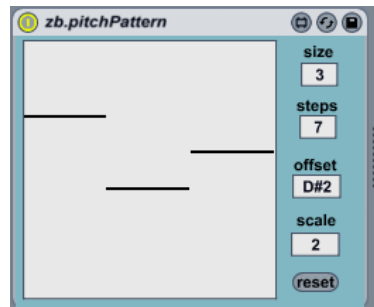 zb.pitchPattern
size
3
steps
7
offset
D#2
scale
2
reset